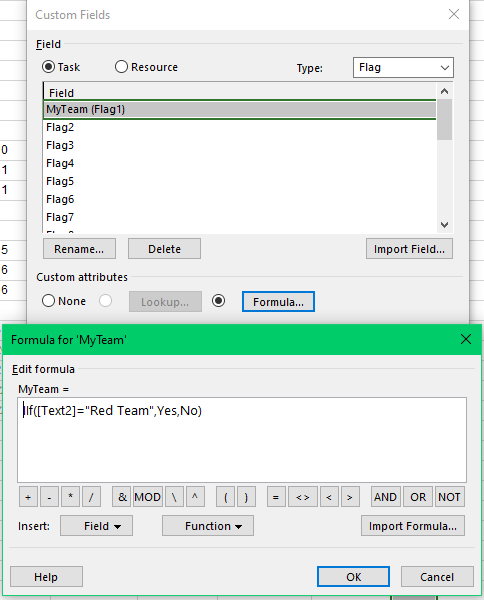 Custom Fields
Field
Task Resource Type: Flag
Field
MyTeam (Flag1)
Flag2
Flag3
0
Flag4
1
Flag5
1
Flag6
Flag7
5
Rename... Delete Import Field...
6
Custom attributes
6
None Lookup... Formula...
Formula for 'MyTeam'
Edit formula
MyTeam =
IIf([Text2]="Red Team",Yes,No)
+ - * / & MOD \ ^ ( ) = <> < > AND OR NOT
Insert: Field Function Import Formula...
Help OK Cancel